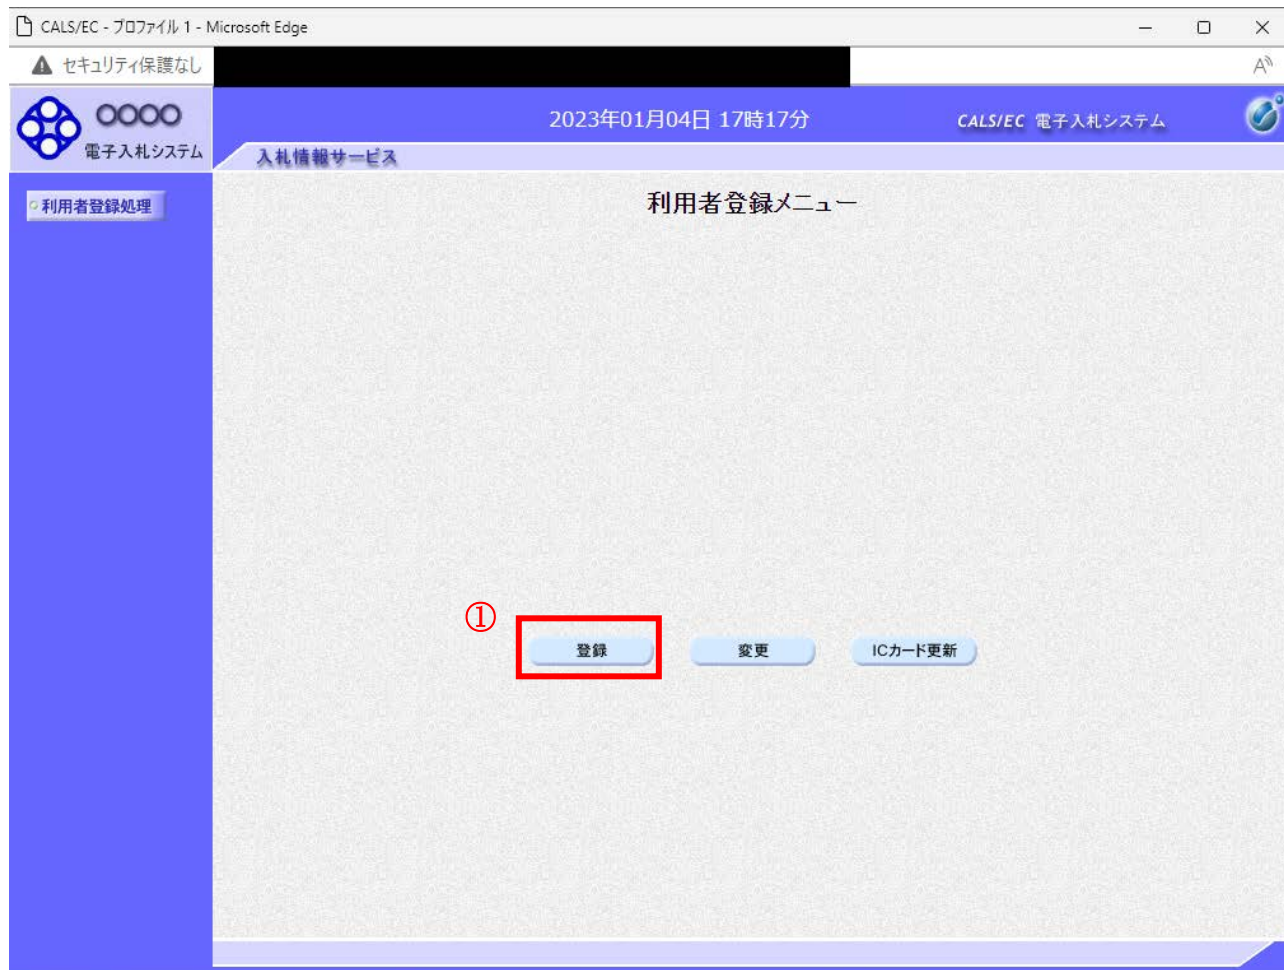 CALS/EC - プロファイル 1 - Microsoft Edge
セキュリティ保護なし
OOOO
電子入札システム
2023年01月04日 17時17分
CALS/EC 電子入札システム
入札情報サービス
利用者登録処理
利用者登録メニュー
①
登録 変更 ICカード更新